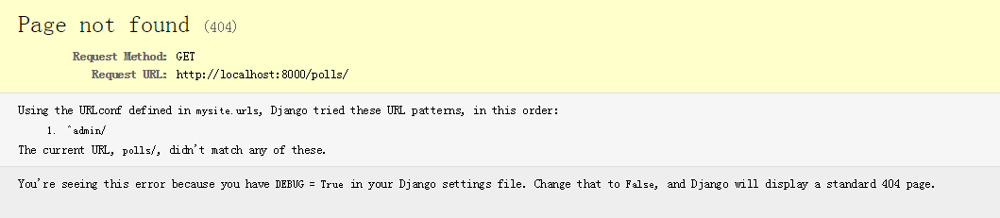 Page not found (404)
Request Method: GET
Request URL: http://localhost:8000/polls/
Using the URLconf defined in mysite.urls, Django tried these URL patterns, in this order:
1. ^admin/
The current URL, polls/, didn't match any of these.
You're seeing this error because you have DEBUG = True in your Django settings file. Change that to False, and Django will display a standard 404 page.